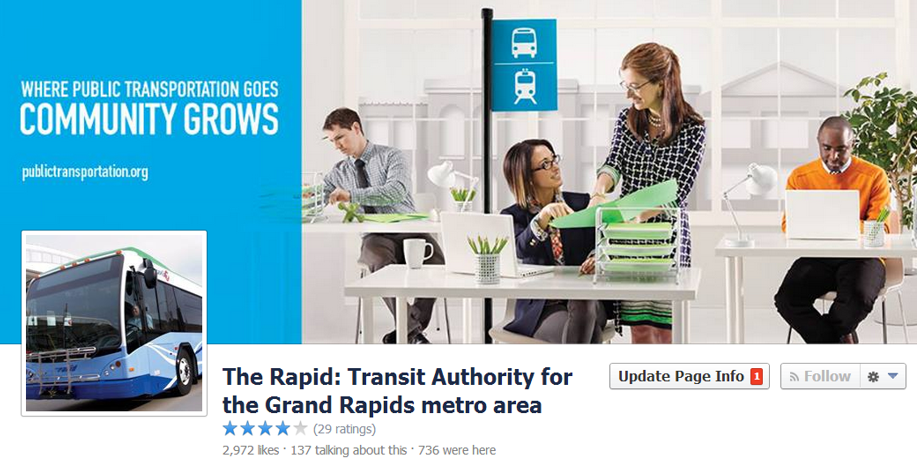 WHERE PUBLIC TRANSPORTATION GOES
COMMUNITY GROWS
publictransportation.org
The Rapid: Transit Authority for
the Grand Rapids metro area
(29 ratings)
2,972 likes · 137 talking about this · 736 were here
Update Page Info 1
Follow